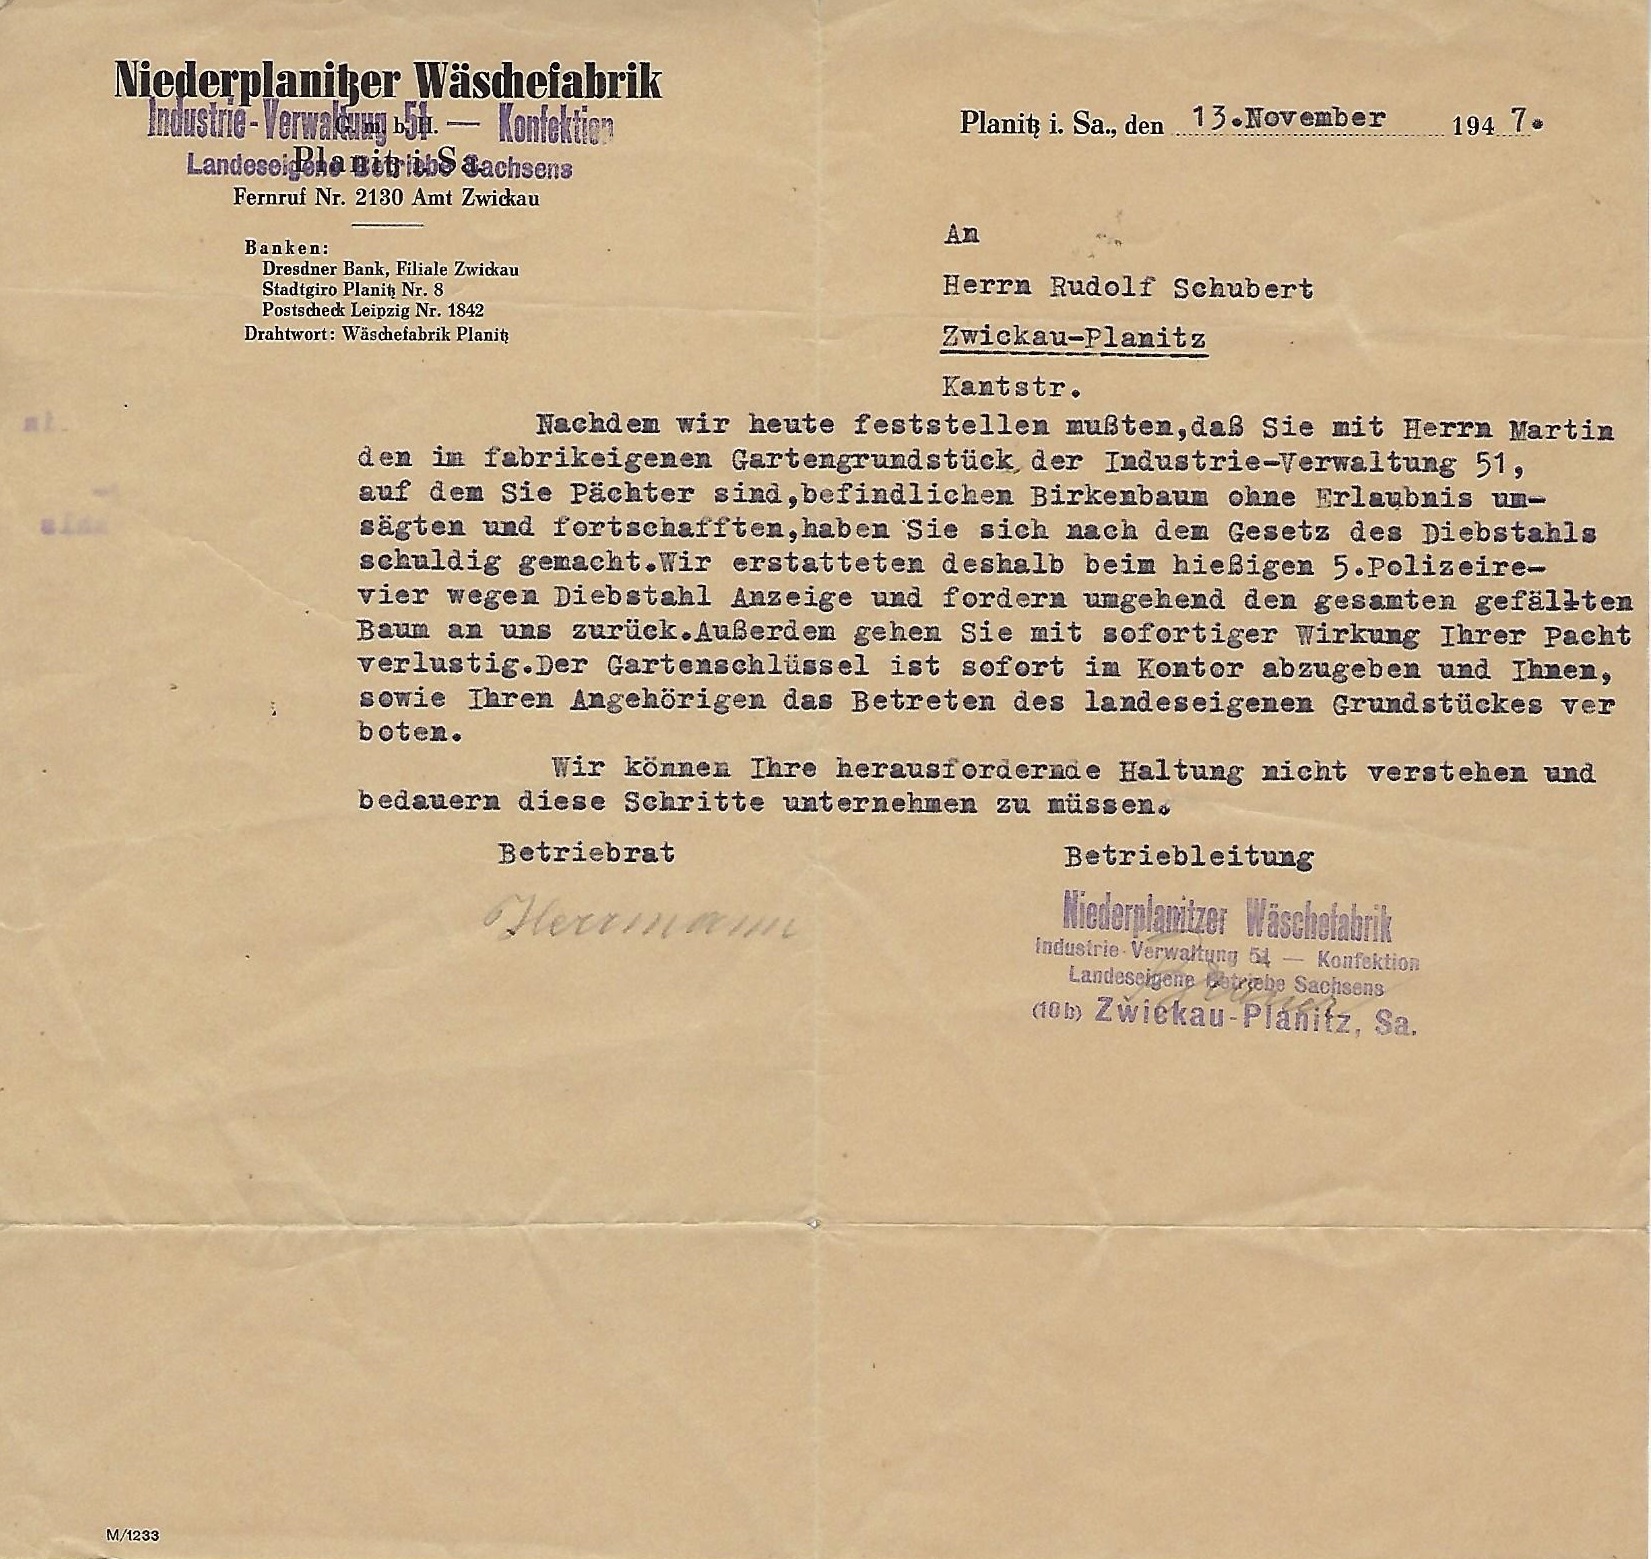 Niederplanitzer Wäschefabrik
Industrie-Verwaltung 51 — Konfektion
G. m. b. H.
Planitz i. Sa.
Landeseigene Betriebe Sachsens
Fernruf Nr. 2130 Amt Zwickau
Banken:
Dresdner Bank, Filiale Zwickau
Stadtgiro Planitz Nr. 8
Postscheck Leipzig Nr. 1842
Drahtwort: Wäschefabrik Planitz
Planitz i. Sa., den 13.November 1947.
An
Herrn Rudolf Schubert
Zwickau-Planitz
Kantstr.
Nachdem wir heute feststellen mußten,daß Sie mit Herrn Martin
den im fabrikeigenen Gartengrundstück, der Industrie-Verwaltung 51,
auf dem Sie Pächter sind,befindlichen Birkenbaum ohne Erlaubnis um-
sägten und fortschafften,haben Sie sich nach dem Gesetz des Diebstahls
schuldig gemacht.Wir erstatteten deshalb beim hießigen 5.Polizeire-
vier wegen Diebstahl Anzeige und fordern umgehend den gesamten gefällten
Baum an uns zurück.Außerdem gehen Sie mit sofortiger Wirkung Ihrer Pacht
verlustig.Der Gartenschlüssel ist sofort im Kontor abzugeben und Ihnen,
sowie Ihren Angehörigen das Betreten des landeseigenen Grundstückes ver
boten.
Wir können Ihre herausfordernde Haltung nicht verstehen und
bedauern diese Schritte unternehmen zu müssen.
Betriebrat
Betriebleitung
Herrmann
Niederplanitzer Wäschefabrik
Industrie-Verwaltung 51 — Konfektion
Landeseigene Betriebe Sachsens
(10b) Zwickau-Planitz, Sa.
M/1233